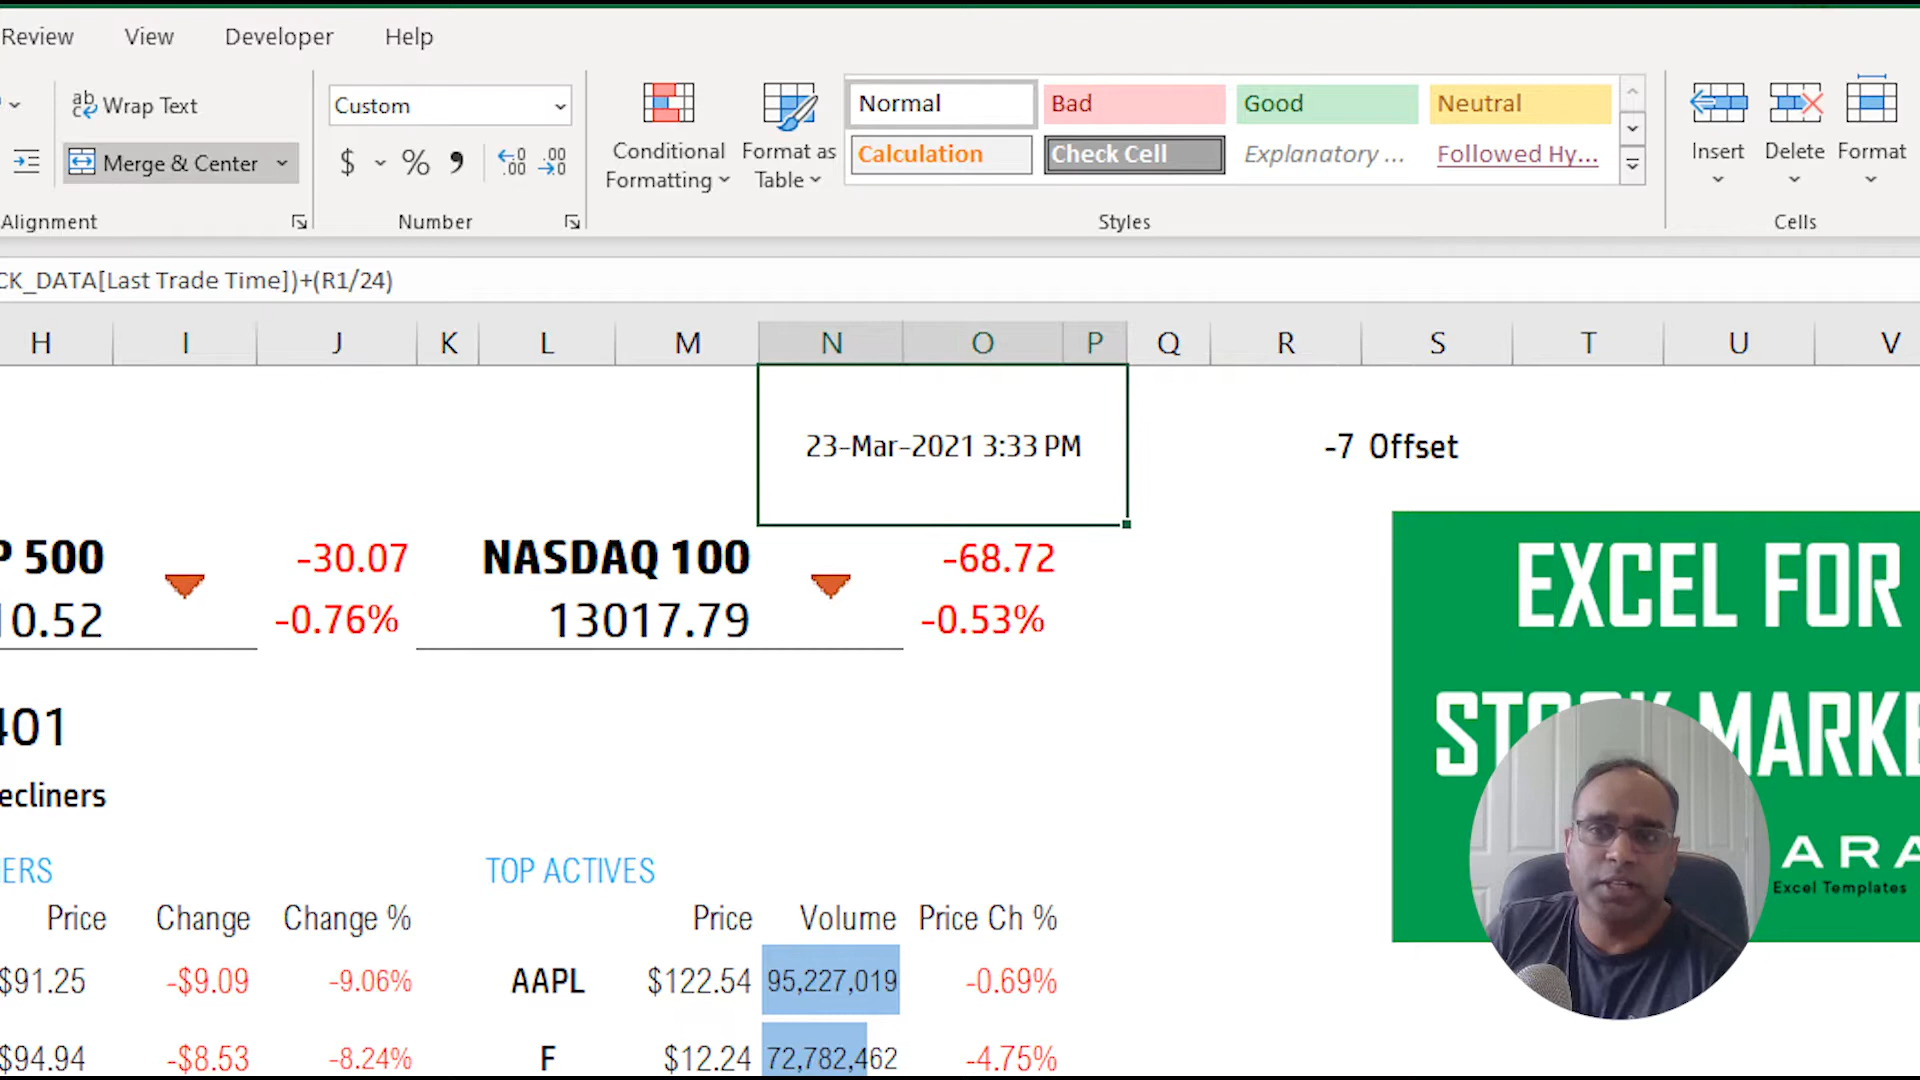 Review View Developer Help
Wrap Text
Custom
Normal Bad Good Neutral
Merge & Center
$ % 9
Conditional Formatting
Format as Table
Calculation Check Cell Explanatory ... Followed Hy...
Insert Delete Format
Alignment Number Styles Cells
CK_DATA[Last Trade Time])+(R1/24)
H I J K L M N O P Q R S T U V
23-Mar-2021 3:33 PM
-7 Offset
P 500 -30.07 NASDAQ 100 -68.72
10.52 -0.76% 13017.79 -0.53%
EXCEL FOR
STOCK MARKE
401
ecliners
ARA
Excel Templates
ERS TOP ACTIVES
Price Change Change % Price Volume Price Ch %
$91.25 -$9.09 -9.06% AAPL $122.54 95,227,019 -0.69%
$94.94 -$8.53 -8.24% F $12.24 72,782,462 -4.75%